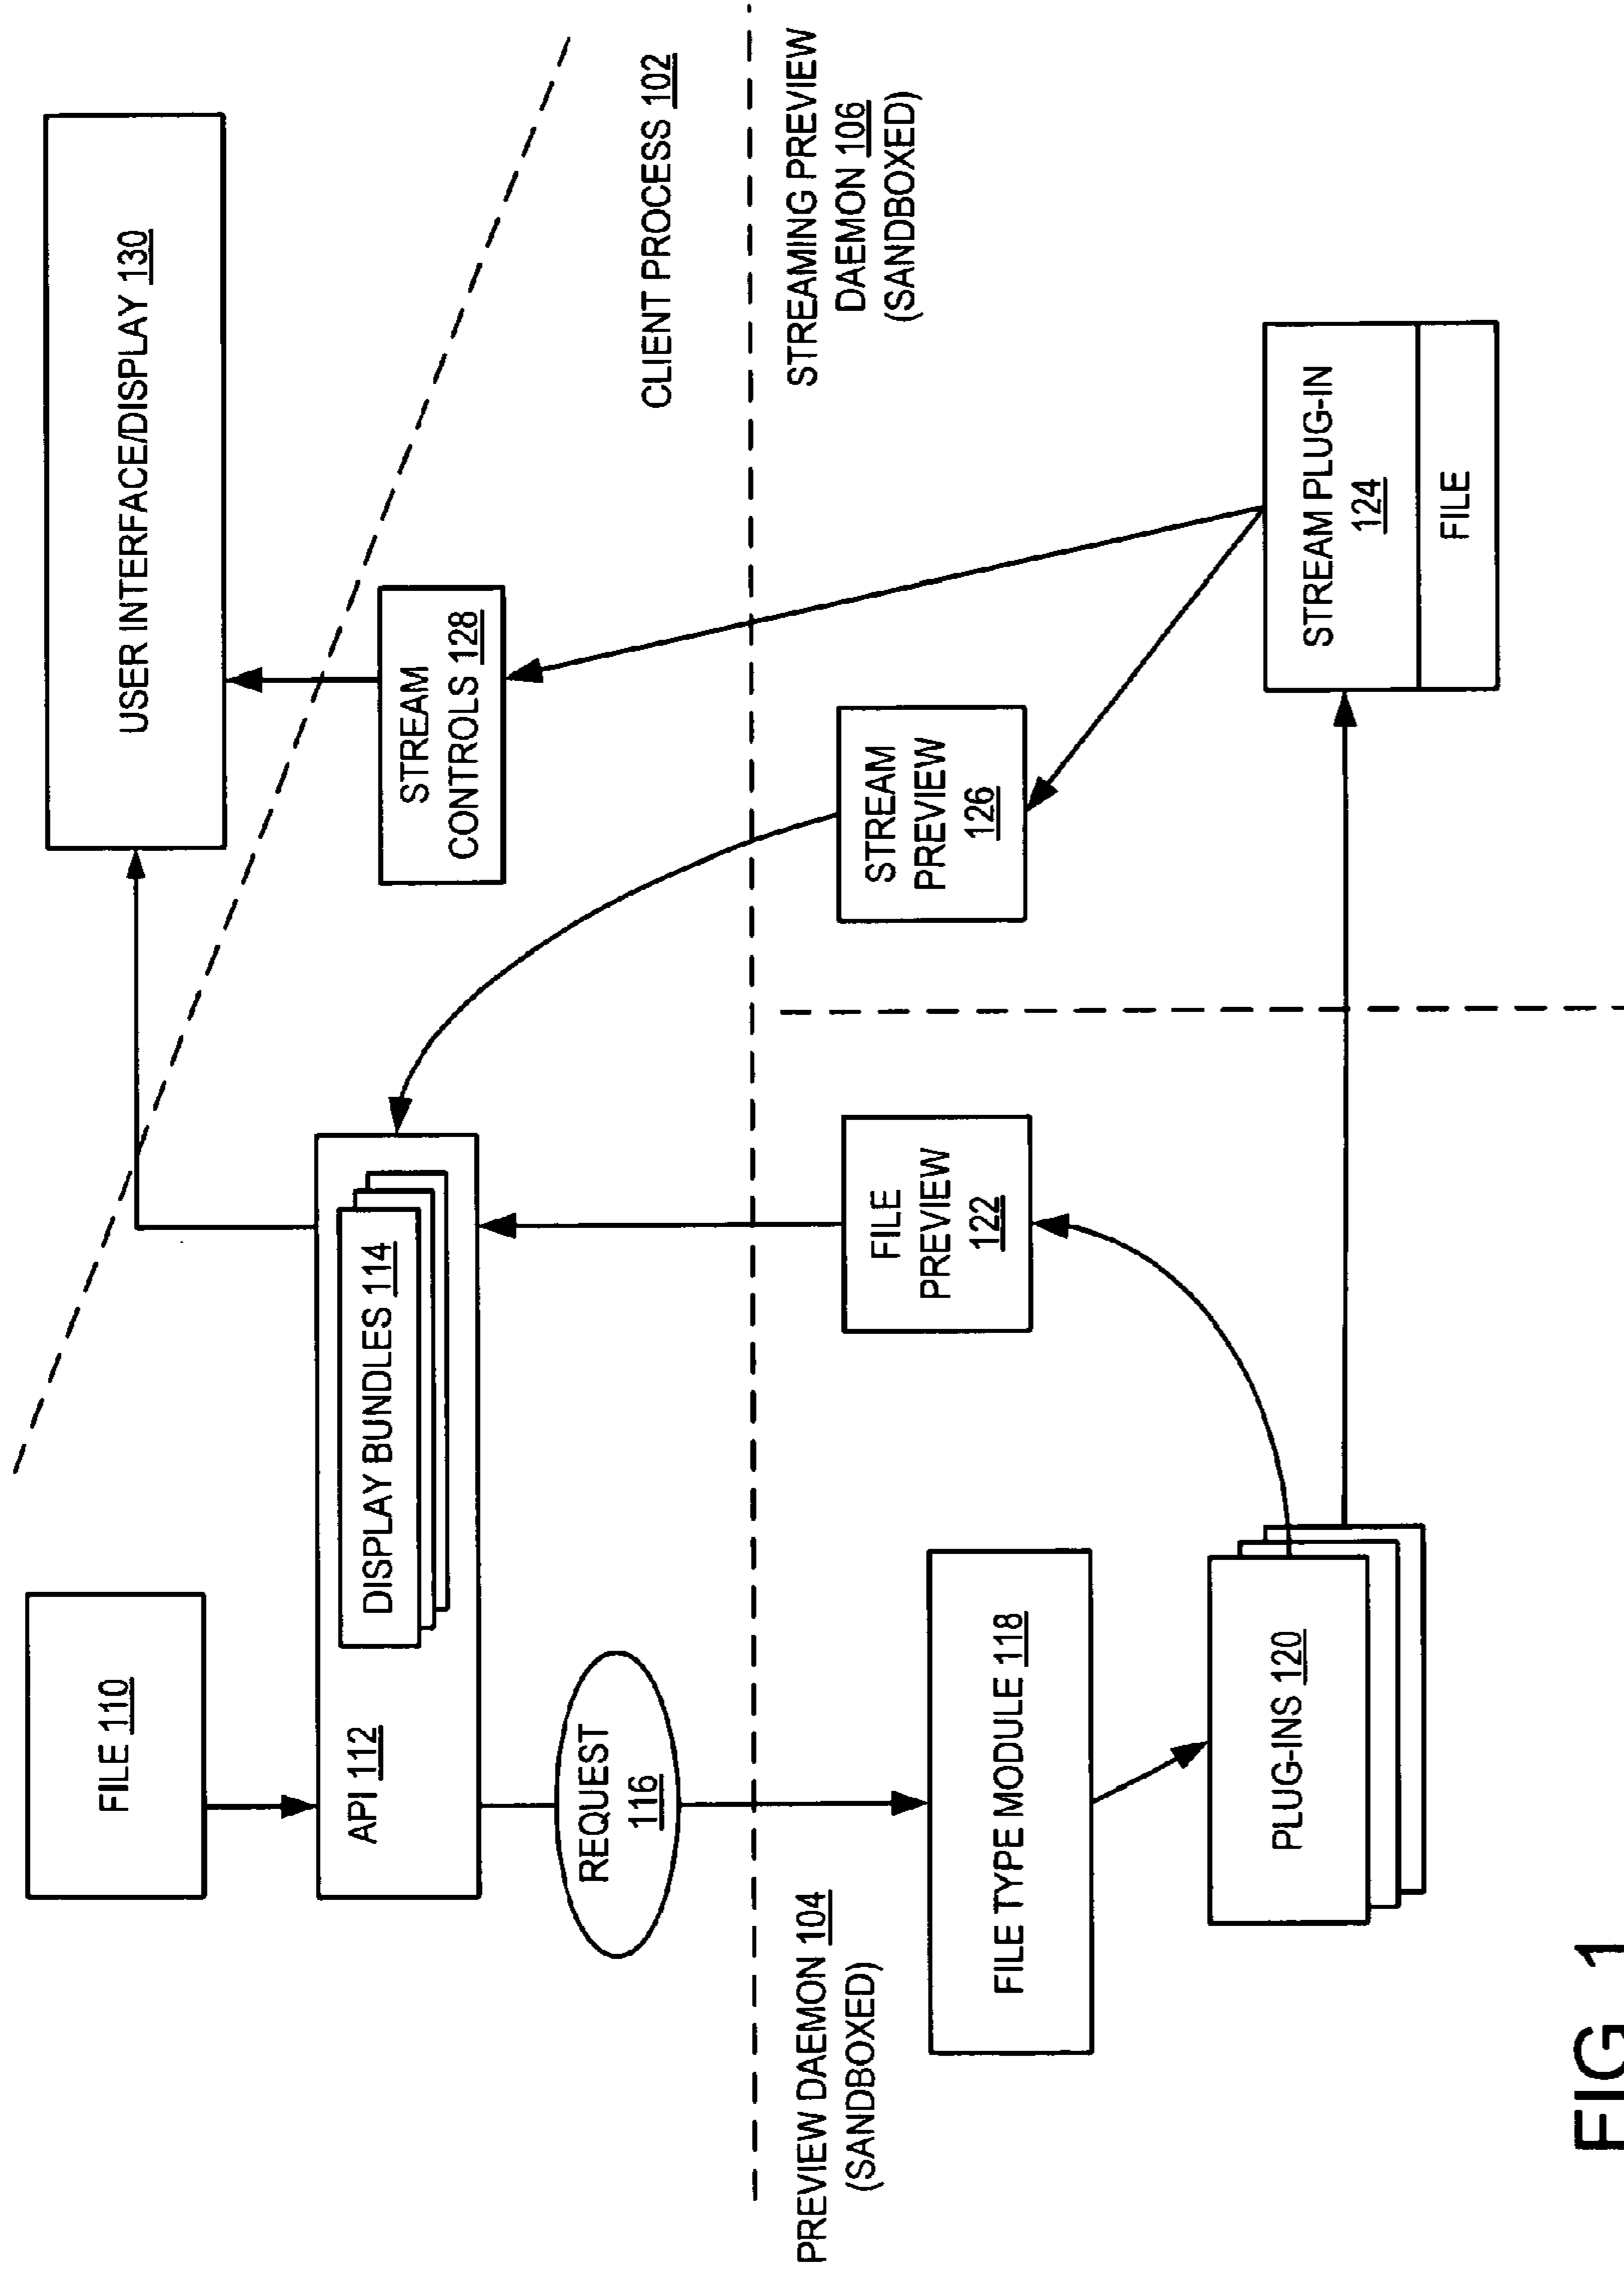 FILE 110
USER INTERFACE/DISPLAY 130
API 112
DISPLAY BUNDLES 114
STREAM
CONTROLS 128
REQUEST
116
CLIENT PROCESS 102
PREVIEW DAEMON 104
(SANDBOXED)
STREAMING PREVIEW
DAEMON 106
(SANDBOXED)
FILE
PREVIEW
122
STREAM
PREVIEW
126
FILE TYPE MODULE 118
PLUG-INS 120
STREAM PLUG-IN
124
FILE
FIG. 1